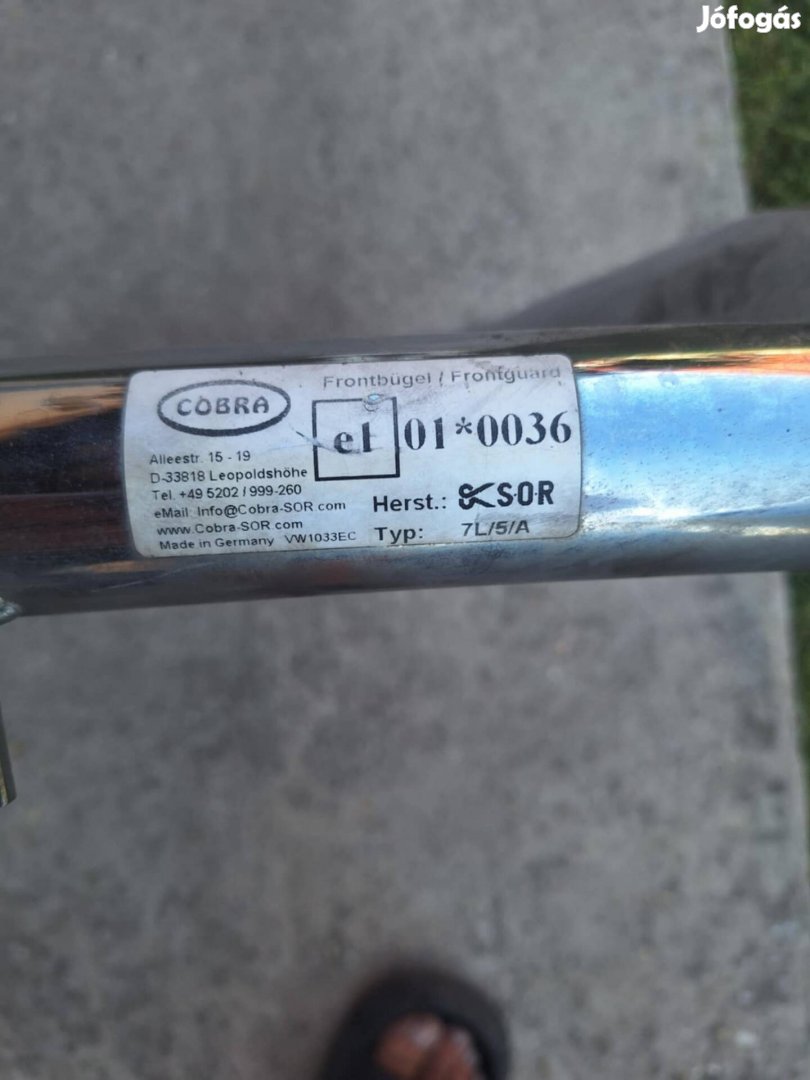 Jófogás
COBRA
Frontbügel / Frontguard
e1 01*0036
Alleestr. 15 - 19
D-33818 Leopoldshöhe
Tel. +49 5202 / 999-260
eMail: Info@Cobra-SOR.com
www.Cobra-SOR.com
Made in Germany VW1033EC
Herst.: S·O·R
Typ: 7L/5/A